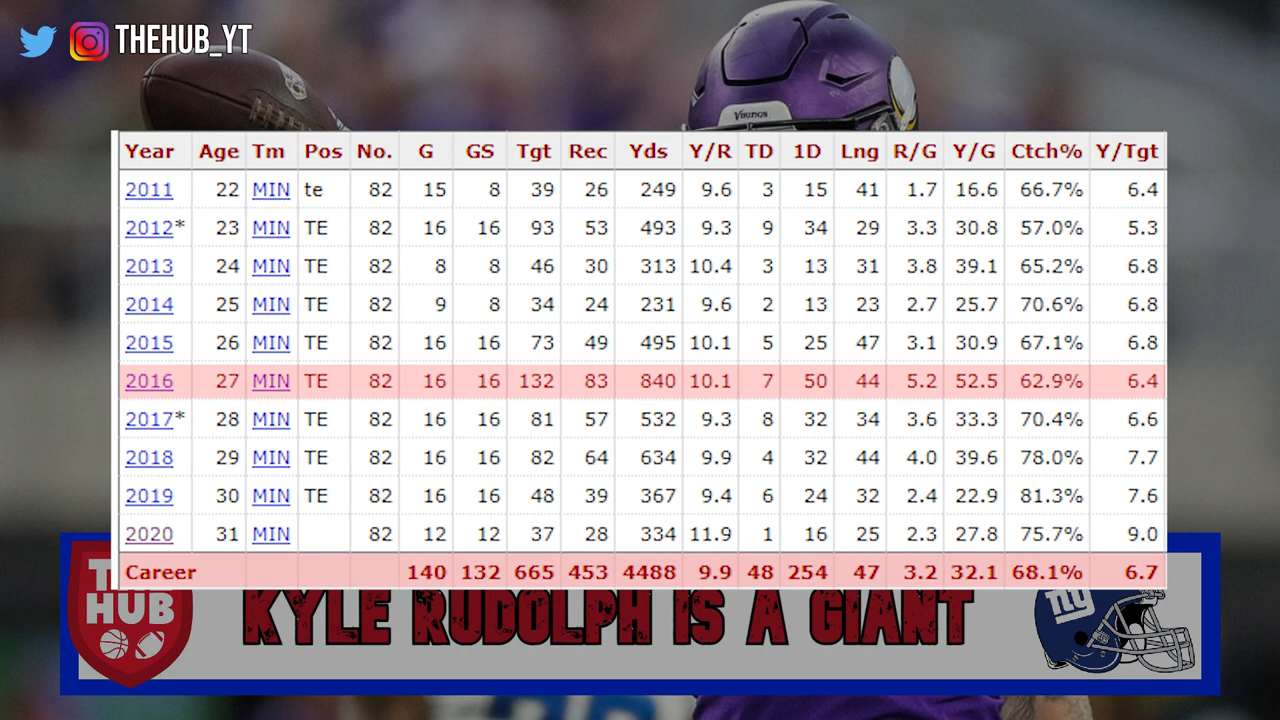 THEHUB_YT
VIKINGS
Year Age Tm Pos No. G GS Tgt Rec Yds Y/R TD 1D Lng R/G Y/G Ctch% Y/Tgt
2011 22 MIN te 82 15 8 39 26 249 9.6 3 15 41 1.7 16.6 66.7% 6.4
2012* 23 MIN TE 82 16 16 93 53 493 9.3 9 34 29 3.3 30.8 57.0% 5.3
2013 24 MIN TE 82 8 8 46 30 313 10.4 3 13 31 3.8 39.1 65.2% 6.8
2014 25 MIN TE 82 9 8 34 24 231 9.6 2 13 23 2.7 25.7 70.6% 6.8
2015 26 MIN TE 82 16 16 73 49 495 10.1 5 25 47 3.1 30.9 67.1% 6.8
2016 27 MIN TE 82 16 16 132 83 840 10.1 7 50 44 5.2 52.5 62.9% 6.4
2017* 28 MIN TE 82 16 16 81 57 532 9.3 8 32 34 3.6 33.3 70.4% 6.6
2018 29 MIN TE 82 16 16 82 64 634 9.9 4 32 44 4.0 39.6 78.0% 7.7
2019 30 MIN TE 82 16 16 48 39 367 9.4 6 24 32 2.4 22.9 81.3% 7.6
2020 31 MIN 82 12 12 37 28 334 11.9 1 16 25 2.3 27.8 75.7% 9.0
Career 140 132 665 453 4488 9.9 48 254 47 3.2 32.1 68.1% 6.7
HUB
KYLE RUDOLPH IS A GIANT
ny